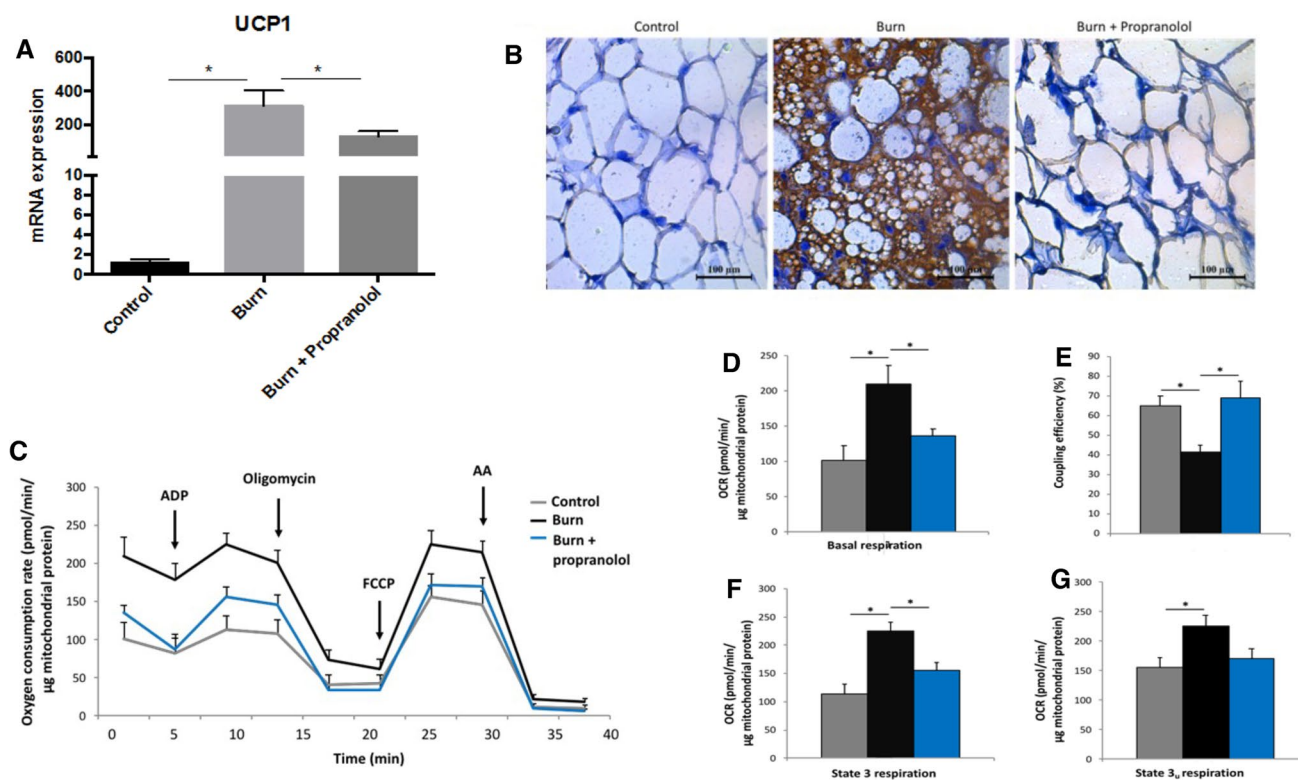 A
UCP1
mRNA expression
600
400
200
10
8
6
4
2
0
*
*
Control
Burn
Burn + Propranolol
B
Control
Burn
Burn + Propranolol
100 µm
100 µm
100 µm
C
Oxygen consumption rate (pmol/min/
µg mitochondrial protein)
300
250
200
150
100
50
0
0 5 10 15 20 25 30 35 40
Time (min)
ADP
Oligomycin
FCCP
AA
Control
Burn
Burn +
propranolol
D
OCR (pmol/min/
µg mitochondrial protein)
250
200
150
100
50
0
*
*
Basal respiration
E
Coupling efficiency (%)
90
80
70
60
50
40
30
20
10
0
*
*
F
OCR (pmol/min/
µg mitochondrial protein)
300
250
200
150
100
50
0
*
*
State 3 respiration
G
OCR (pmol/min/
µg mitochondrial protein)
300
250
200
150
100
50
0
*
State 3u respiration